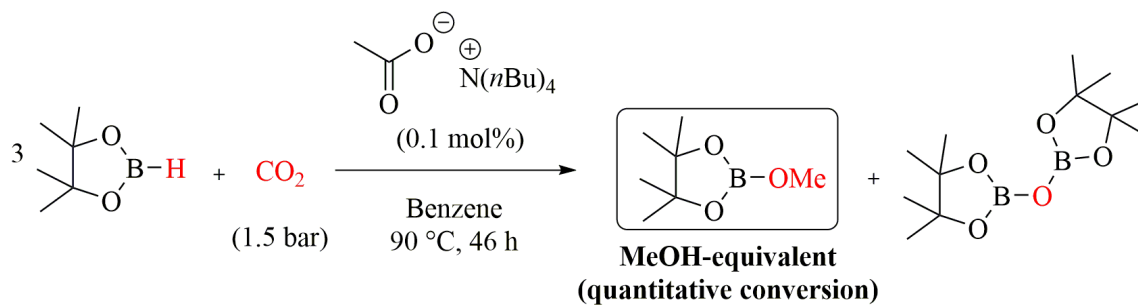 O ⊖
⊕
N(nBu)4
O
(0.1 mol%)
3
O
B-H
O
+
CO2
(1.5 bar)
Benzene
90 °C, 46 h
O
B-OMe
O
MeOH-equivalent
(quantitative conversion)
+
O
B
O
O
B
O
O